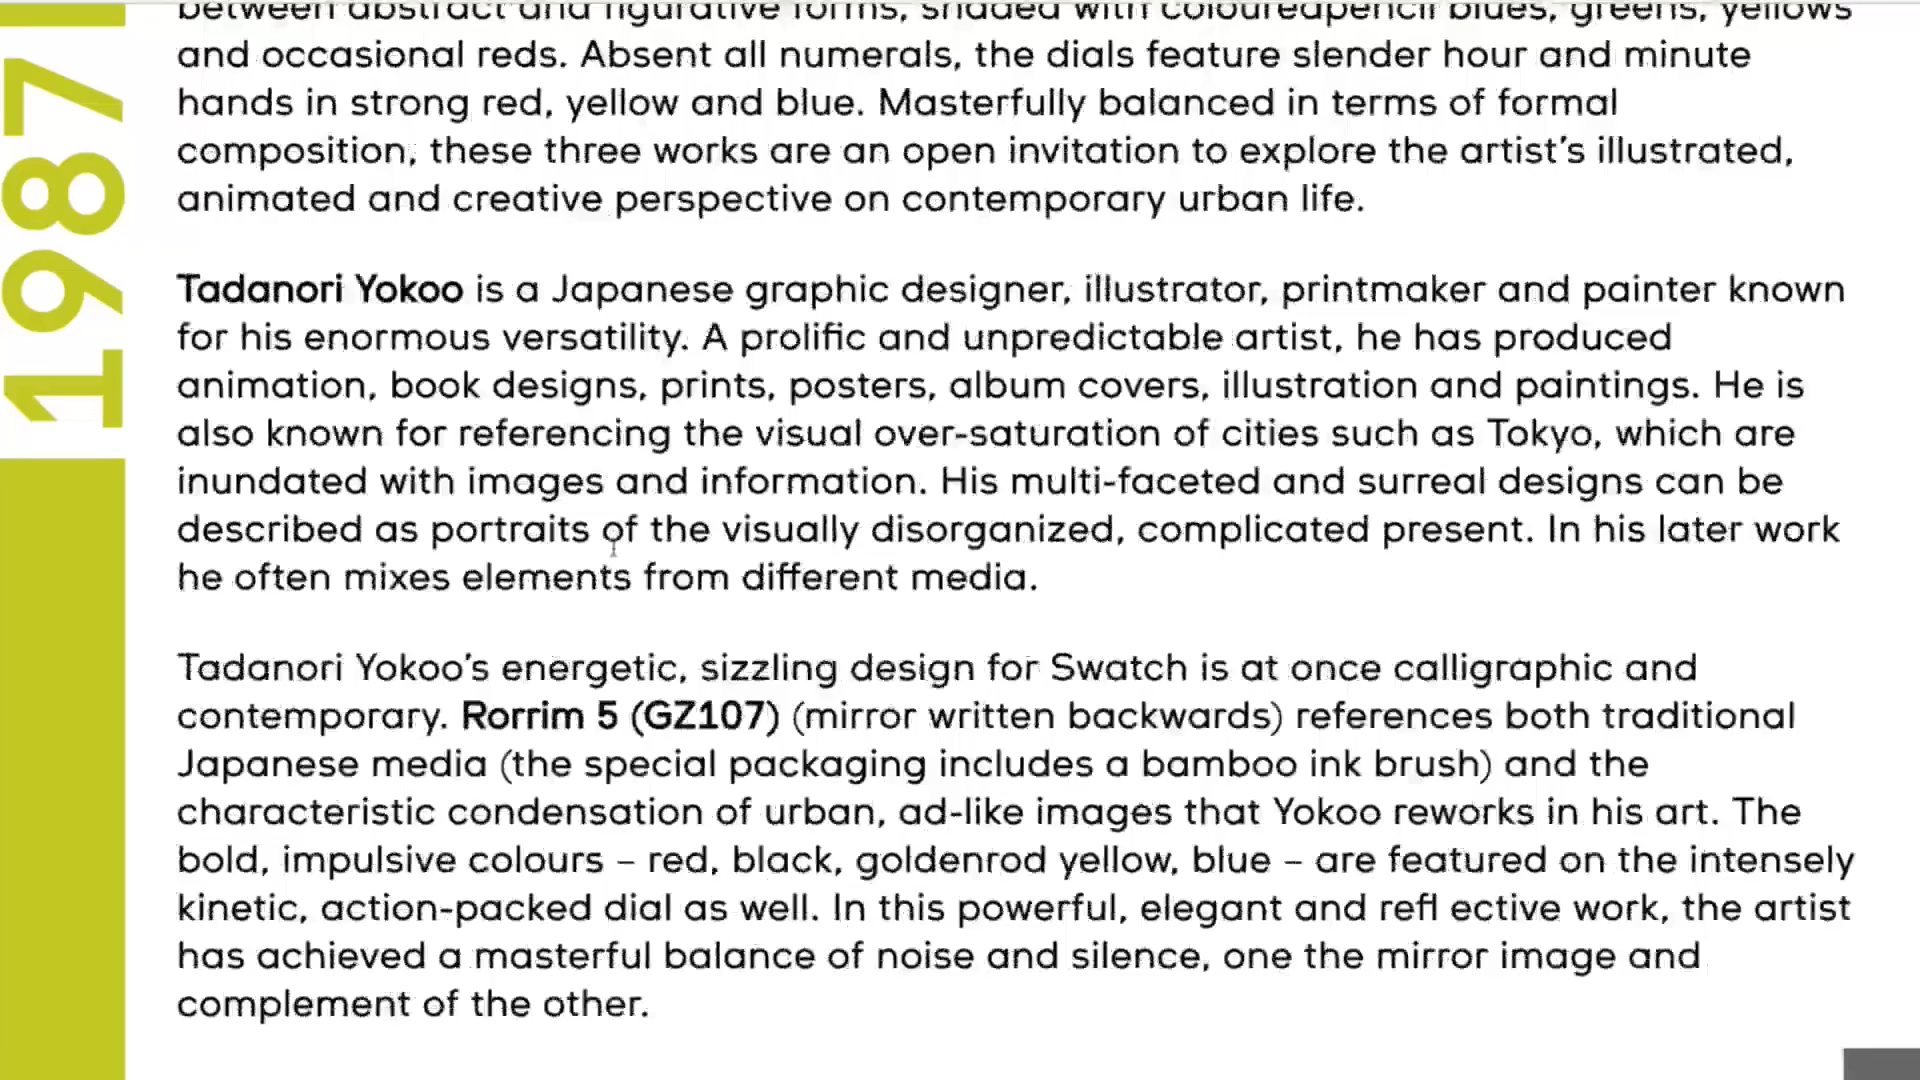 between abstract and figurative forms, shaded with colouredpencil blues, greens, yellows
and occasional reds. Absent all numerals, the dials feature slender hour and minute
hands in strong red, yellow and blue. Masterfully balanced in terms of formal
composition, these three works are an open invitation to explore the artist’s illustrated,
animated and creative perspective on contemporary urban life.
Tadanori Yokoo is a Japanese graphic designer, illustrator, printmaker and painter known
for his enormous versatility. A prolific and unpredictable artist, he has produced
animation, book designs, prints, posters, album covers, illustration and paintings. He is
also known for referencing the visual over-saturation of cities such as Tokyo, which are
inundated with images and information. His multi-faceted and surreal designs can be
described as portraits of the visually disorganized, complicated present. In his later work
he often mixes elements from different media.
Tadanori Yokoo’s energetic, sizzling design for Swatch is at once calligraphic and
contemporary. Rorrim 5 (GZ107) (mirror written backwards) references both traditional
Japanese media (the special packaging includes a bamboo ink brush) and the
characteristic condensation of urban, ad-like images that Yokoo reworks in his art. The
bold, impulsive colours – red, black, goldenrod yellow, blue – are featured on the intensely
kinetic, action-packed dial as well. In this powerful, elegant and refl ective work, the artist
has achieved a masterful balance of noise and silence, one the mirror image and
complement of the other.
1987